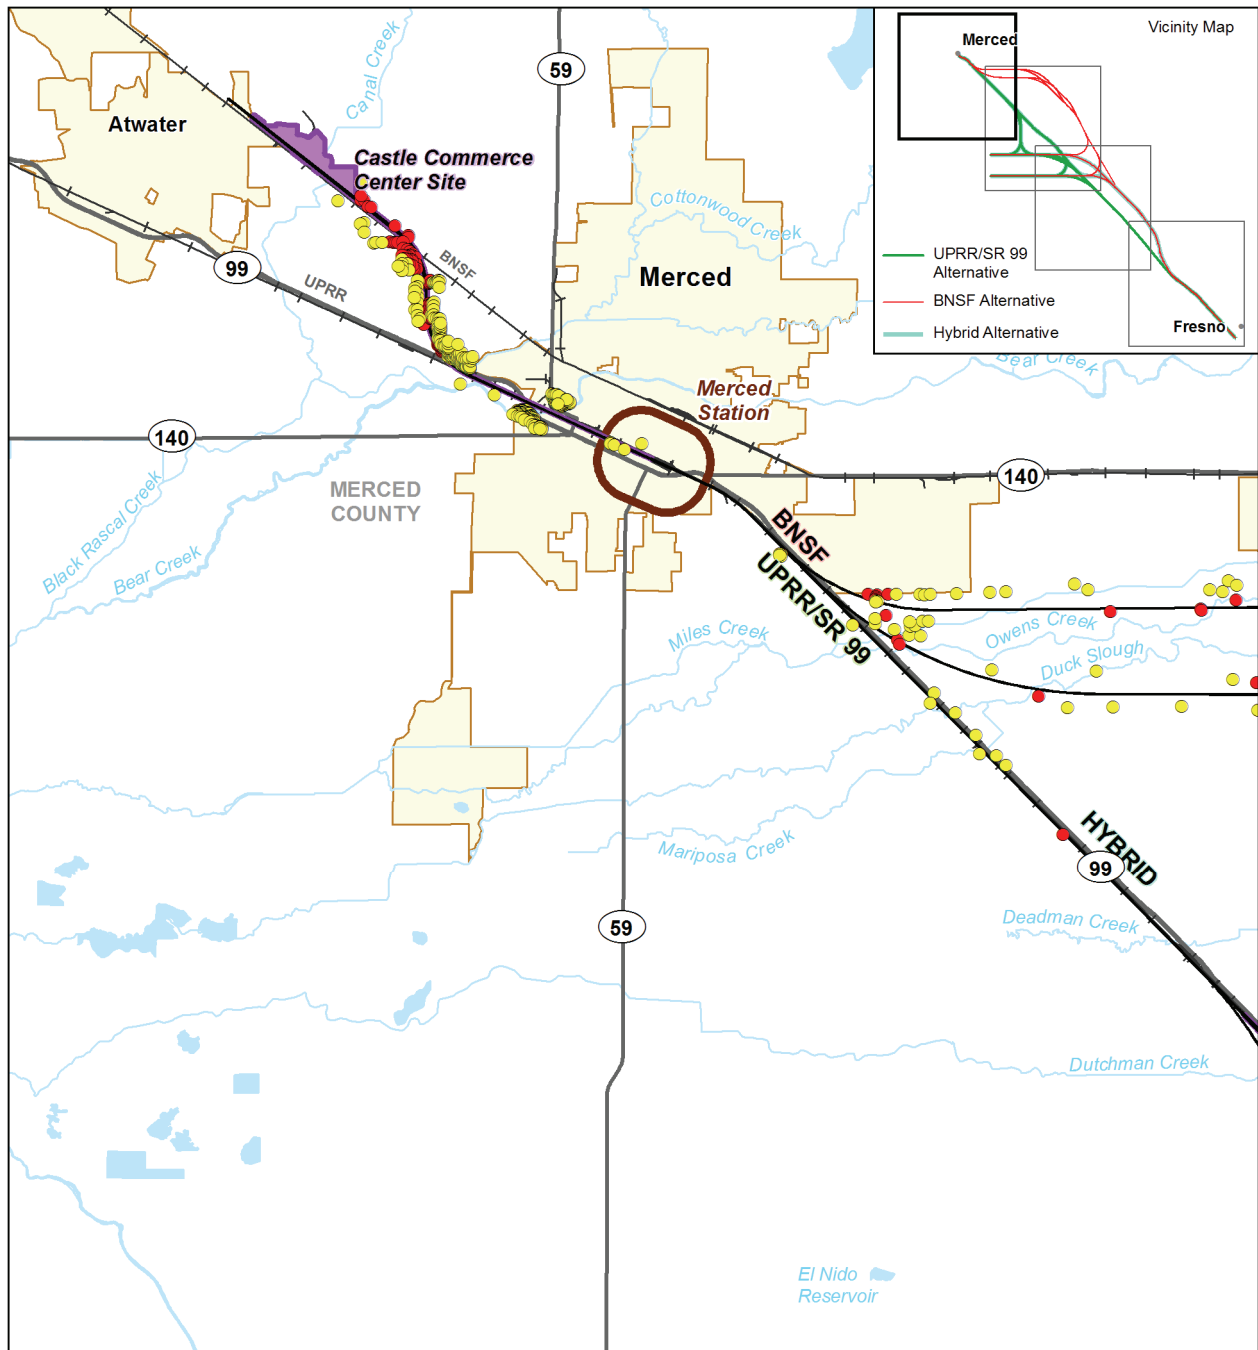 Atwater
Canal Creek
59
Castle Commerce
Center Site
Cottonwood
Creek
Merced
99
UPRR
BNSF
Vicinity Map
Merced
UPRR/SR 99
Alternative
BNSF Alternative
Hybrid Alternative
Fresno
Bear Creek
Merced
Station
140
140
MERCED
COUNTY
Black Rascal Creek
Bear Creek
BNSF
UPRR/SR 99
Miles Creek
Owens Creek
Duck Slough
Mariposa Creek
HYBRID
99
59
Deadman Creek
Dutchman Creek
El Nido
Reservoir